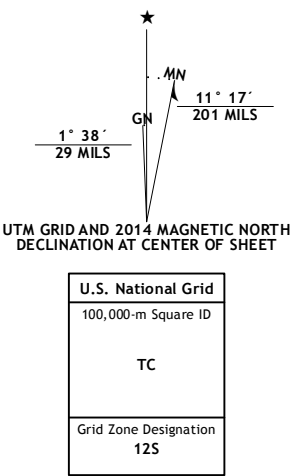 ★
MN
GN
11° 17´
201 MILS
1° 38´
29 MILS
UTM GRID AND 2014 MAGNETIC NORTH
DECLINATION AT CENTER OF SHEET
U.S. National Grid
100,000-m Square ID
TC
Grid Zone Designation
12S